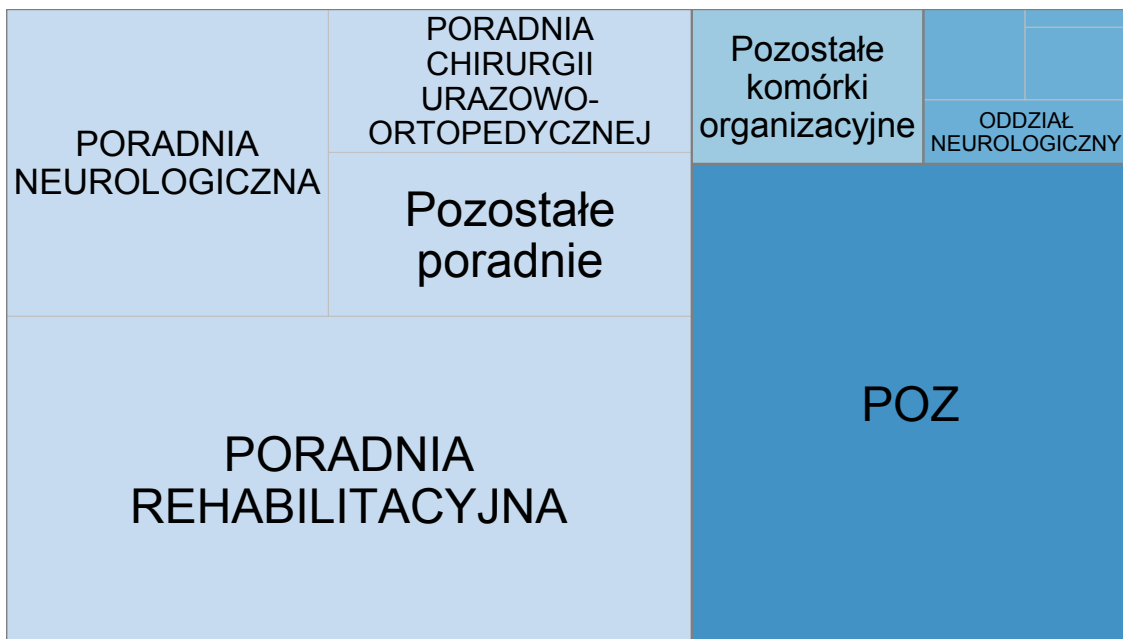 PORADNIA
NEUROLOGICZNA
PORADNIA
CHIRURGII
URAZOWO-
ORTOPEDYCZNEJ
Pozostałe
poradnie
PORADNIA
REHABILITACYJNA
Pozostałe
komórki
organizacyjne
ODDZIAŁ
NEUROLOGICZNY
POZ